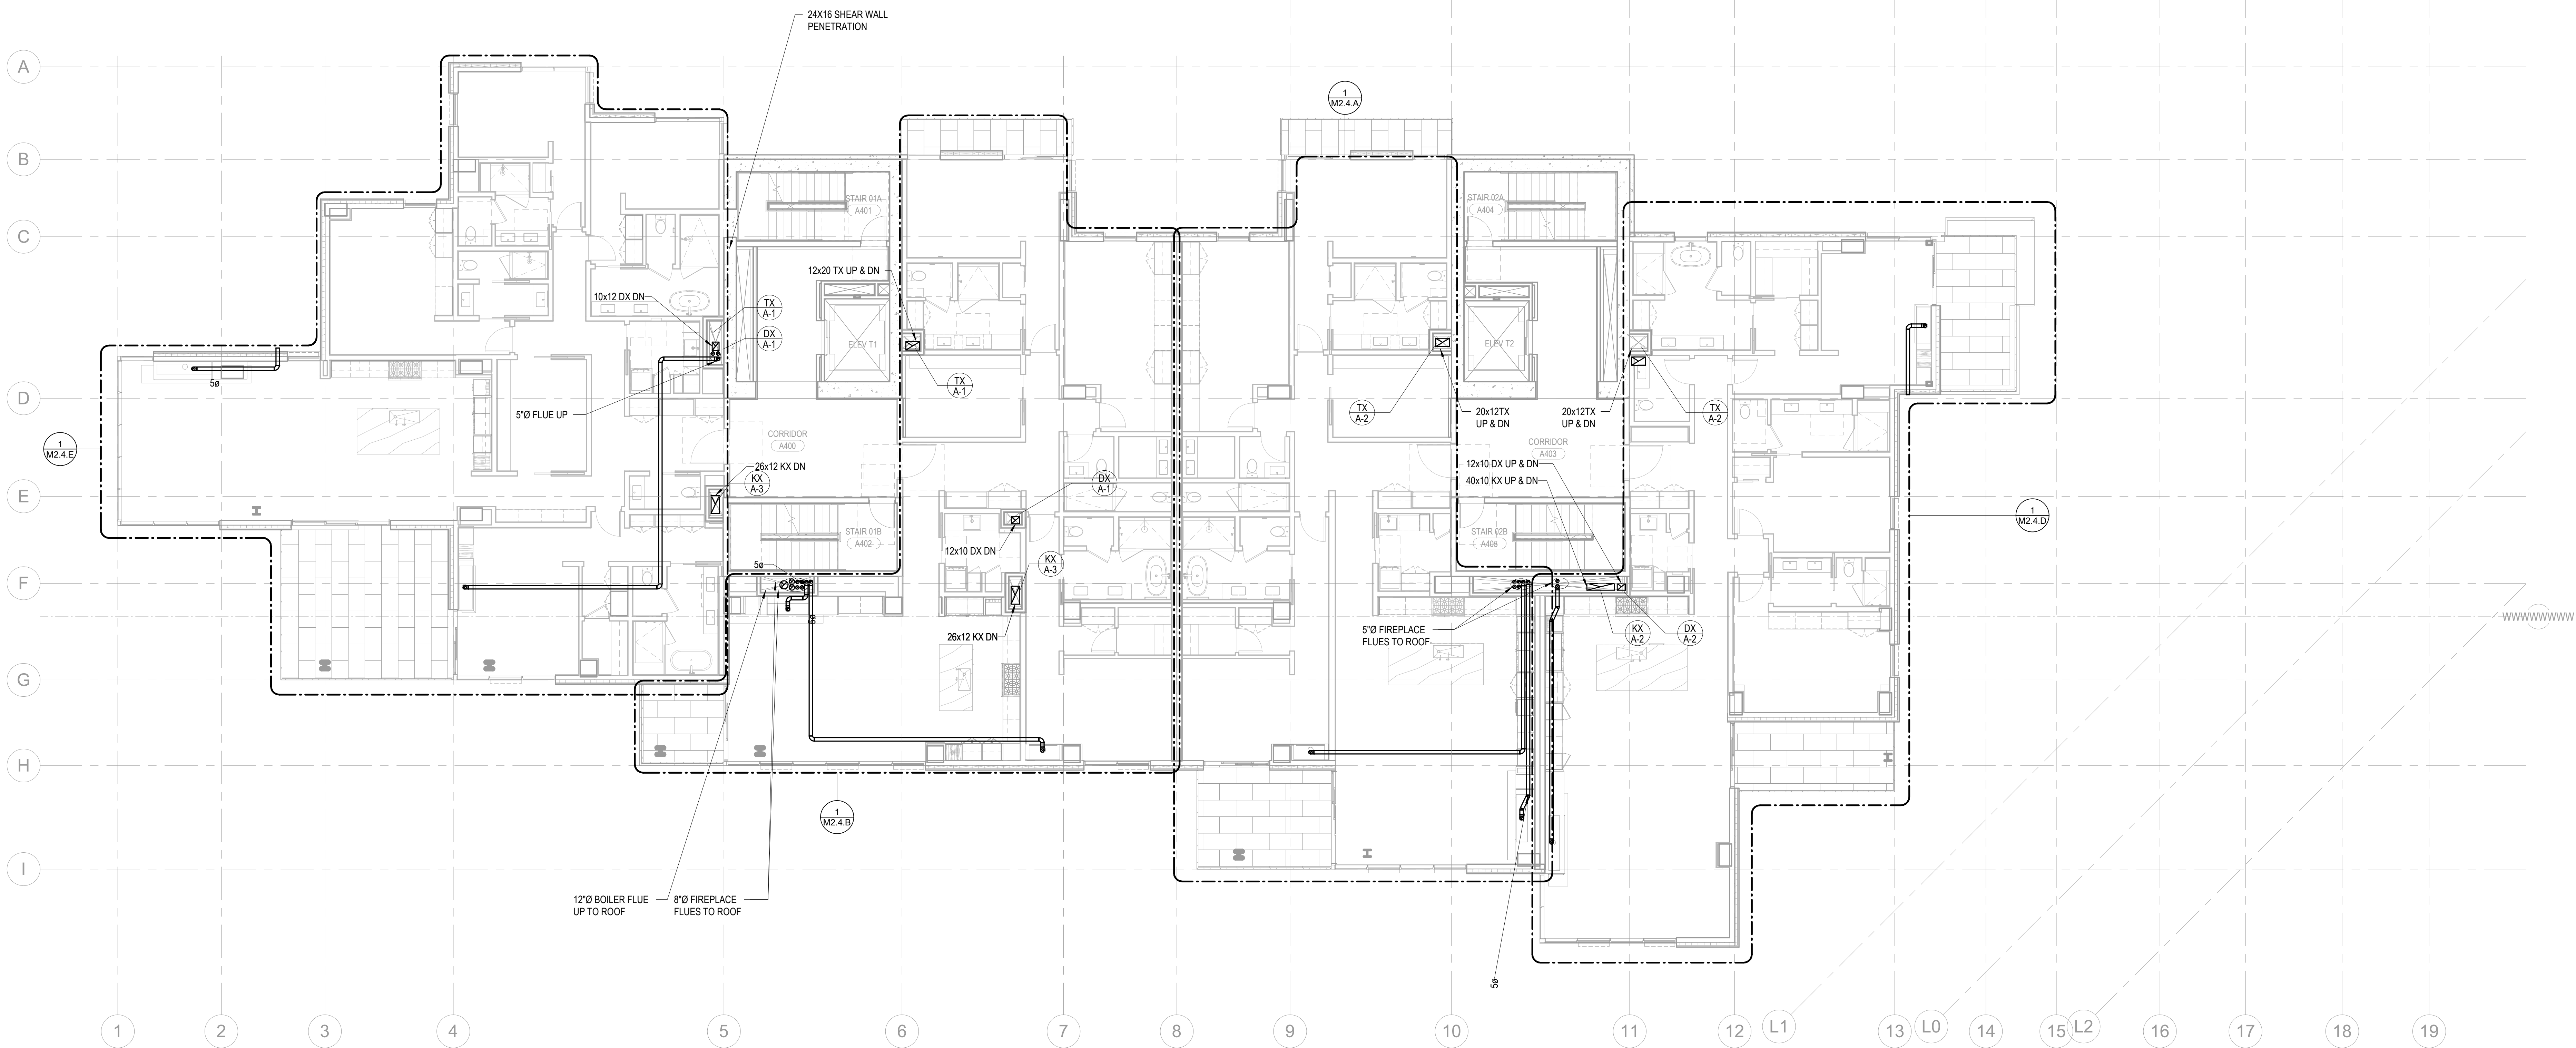 24X16 SHEAR WALL
PENETRATION
A
1
M2.4.A
B
STAIR 01A
A401
STAIR 02A
A404
C
12x20 TX UP & DN
10x12 DX DN
TX
A-1
DX
A-1
ELEV T1
ELEV T2
5ø
TX
A-1
D
5"Ø FLUE UP
TX
A-2
20x12TX
UP & DN
20x12TX
UP & DN
TX
A-2
1
M2.4.E
CORRIDOR
A400
CORRIDOR
A403
26x12 KX DN
KX
A-3
DX
A-1
12x10 DX UP & DN
40x10 KX UP & DN
E
1
M2.4.D
STAIR 01B
A402
STAIR 02B
A405
12x10 DX DN
5ø
KX
A-3
F
5ø
26x12 KX DN
5"Ø FIREPLACE
FLUES TO ROOF
KX
A-2
DX
A-2
G
H
1
M2.4.B
I
12"Ø BOILER FLUE
UP TO ROOF
8"Ø FIREPLACE
FLUES TO ROOF
5ø
1
2
3
4
5
6
7
8
9
10
11
12
L1
13
L0
14
15
L2
16
17
18
19